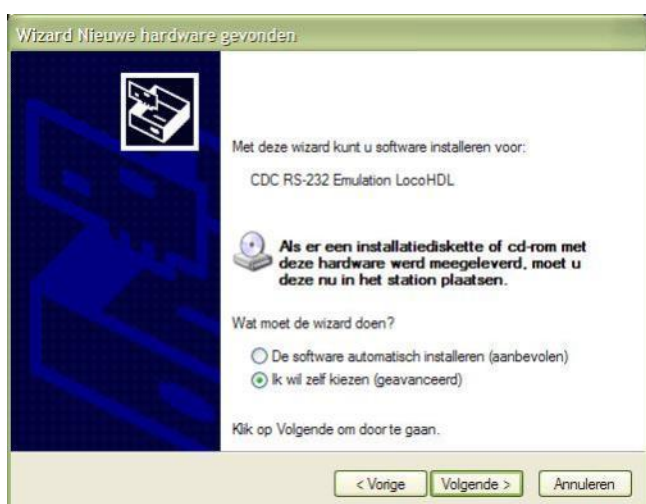 Wizard Nieuwe hardware gevonden
Met deze wizard kunt u software installeren voor:
CDC RS-232 Emulation LocoHDL
Als er een installatiediskette of cd-rom met
deze hardware werd meegeleverd, moet u
deze nu in het station plaatsen.
Wat moet de wizard doen?
De software automatisch installeren (aanbevolen)
Ik wil zelf kiezen (geavanceerd)
Klik op Volgende om door te gaan.
< Vorige Volgende > Annuleren